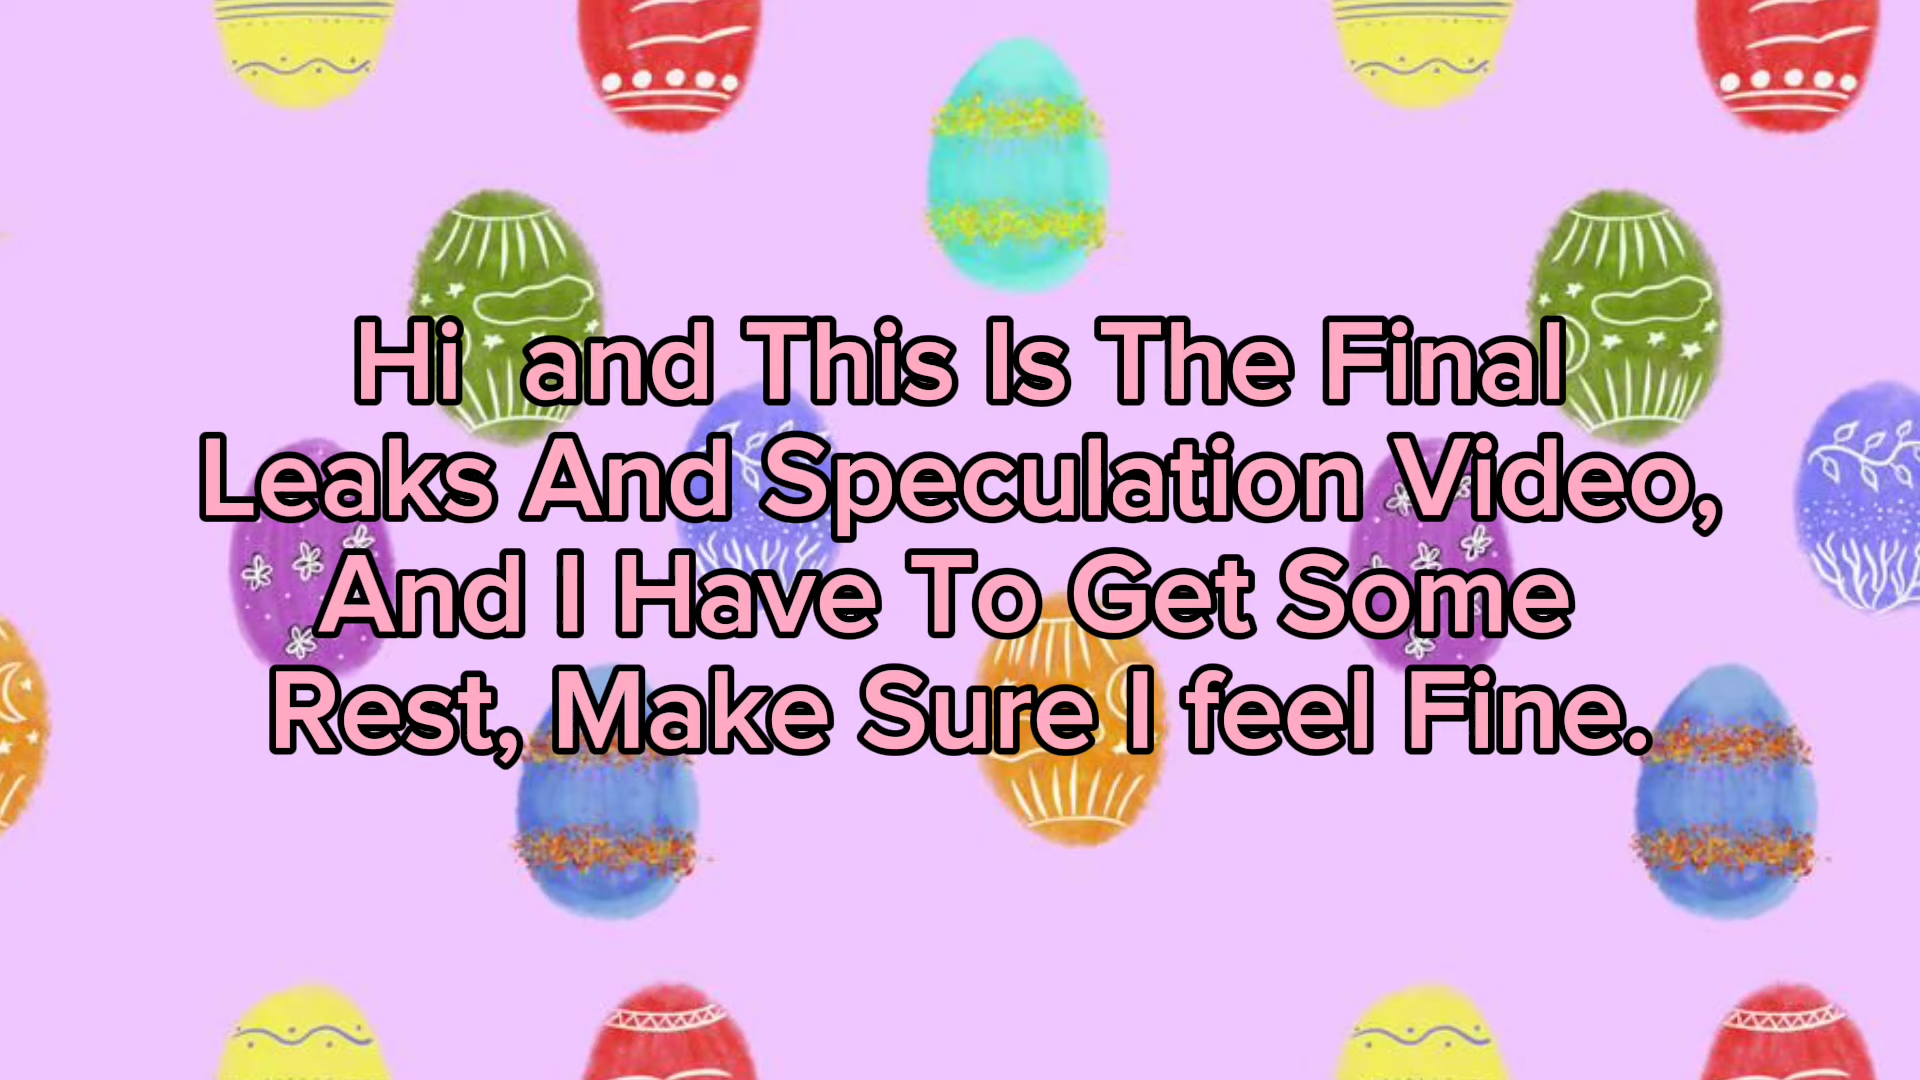 Hi  and This Is The Final
Leaks And Speculation Video,
And I Have To Get Some
Rest, Make Sure I feel Fine.